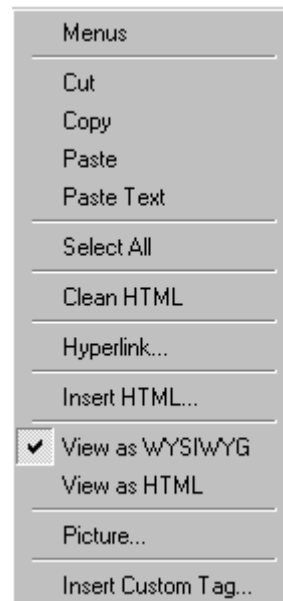 Menus
Cut
Copy
Paste
Paste Text
Select All
Clean HTML
Hyperlink...
Insert HTML...
View as WYSIWYG
View as HTML
Picture...
Insert Custom Tag...